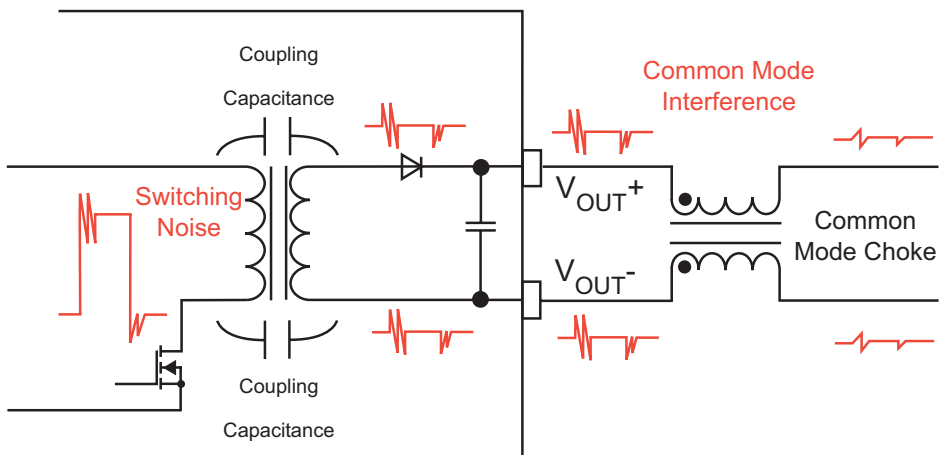 Coupling
Capacitance
Common Mode
Interference
Switching
Noise
VOUT+
Common
Mode Choke
VOUT-
Coupling
Capacitance